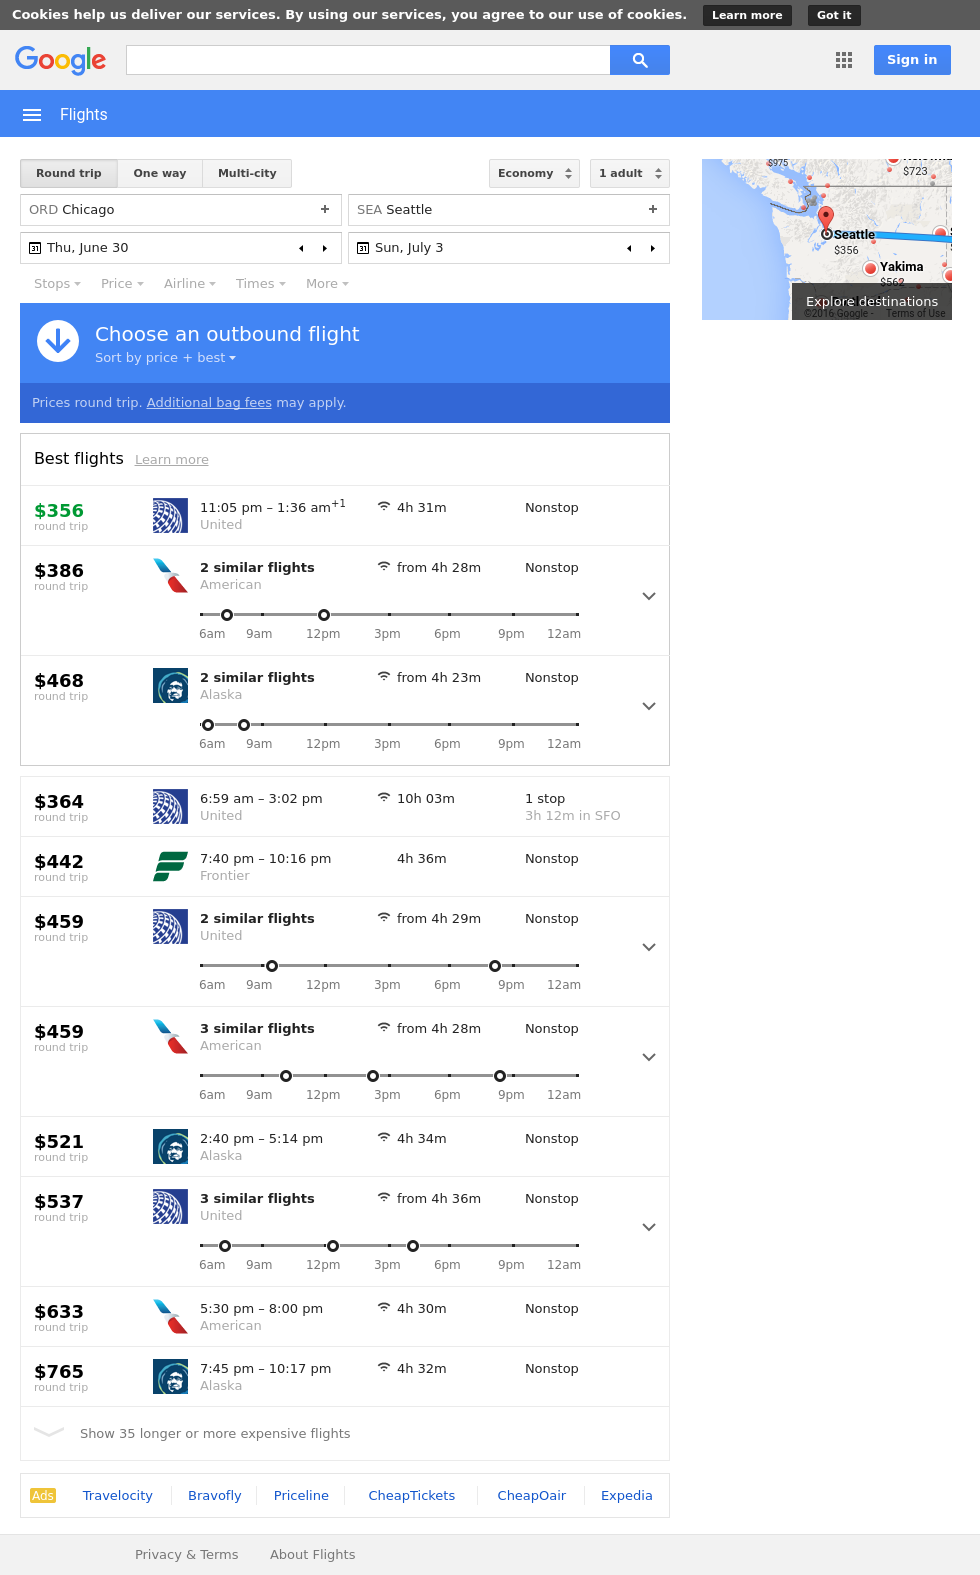 Cookies help us deliver our services. By using our services, you agree to our use of cookies. Learn more Got it
Google Sign in
Flights
Round trip One way Multi-city Economy 1 adult
ORD Chicago + SEA Seattle +
31 Thu, June 30 31 Sun, July 3
Stops Price Airline Times More
Choose an outbound flight
Sort by price + best
Prices round trip. Additional bag fees may apply.
$975
$723
Seattle
$356
Yakima
$562
Explore destinations
©2016 Google - Terms of Use
Best flights Learn more
$356 11:05 pm – 1:36 am+1 4h 31m Nonstop
round trip United
$386 2 similar flights from 4h 28m Nonstop
round trip American
6am 9am 12pm 3pm 6pm 9pm 12am
$468 2 similar flights from 4h 23m Nonstop
round trip Alaska
6am 9am 12pm 3pm 6pm 9pm 12am
$364 6:59 am – 3:02 pm 10h 03m 1 stop
round trip United 3h 12m in SFO
$442 7:40 pm – 10:16 pm 4h 36m Nonstop
round trip Frontier
$459 2 similar flights from 4h 29m Nonstop
round trip United
6am 9am 12pm 3pm 6pm 9pm 12am
$459 3 similar flights from 4h 28m Nonstop
round trip American
6am 9am 12pm 3pm 6pm 9pm 12am
$521 2:40 pm – 5:14 pm 4h 34m Nonstop
round trip Alaska
$537 3 similar flights from 4h 36m Nonstop
round trip United
6am 9am 12pm 3pm 6pm 9pm 12am
$633 5:30 pm – 8:00 pm 4h 30m Nonstop
round trip American
$765 7:45 pm – 10:17 pm 4h 32m Nonstop
round trip Alaska
Show 35 longer or more expensive flights
Ads Travelocity Bravofly Priceline CheapTickets CheapOair Expedia
Privacy & Terms About Flights